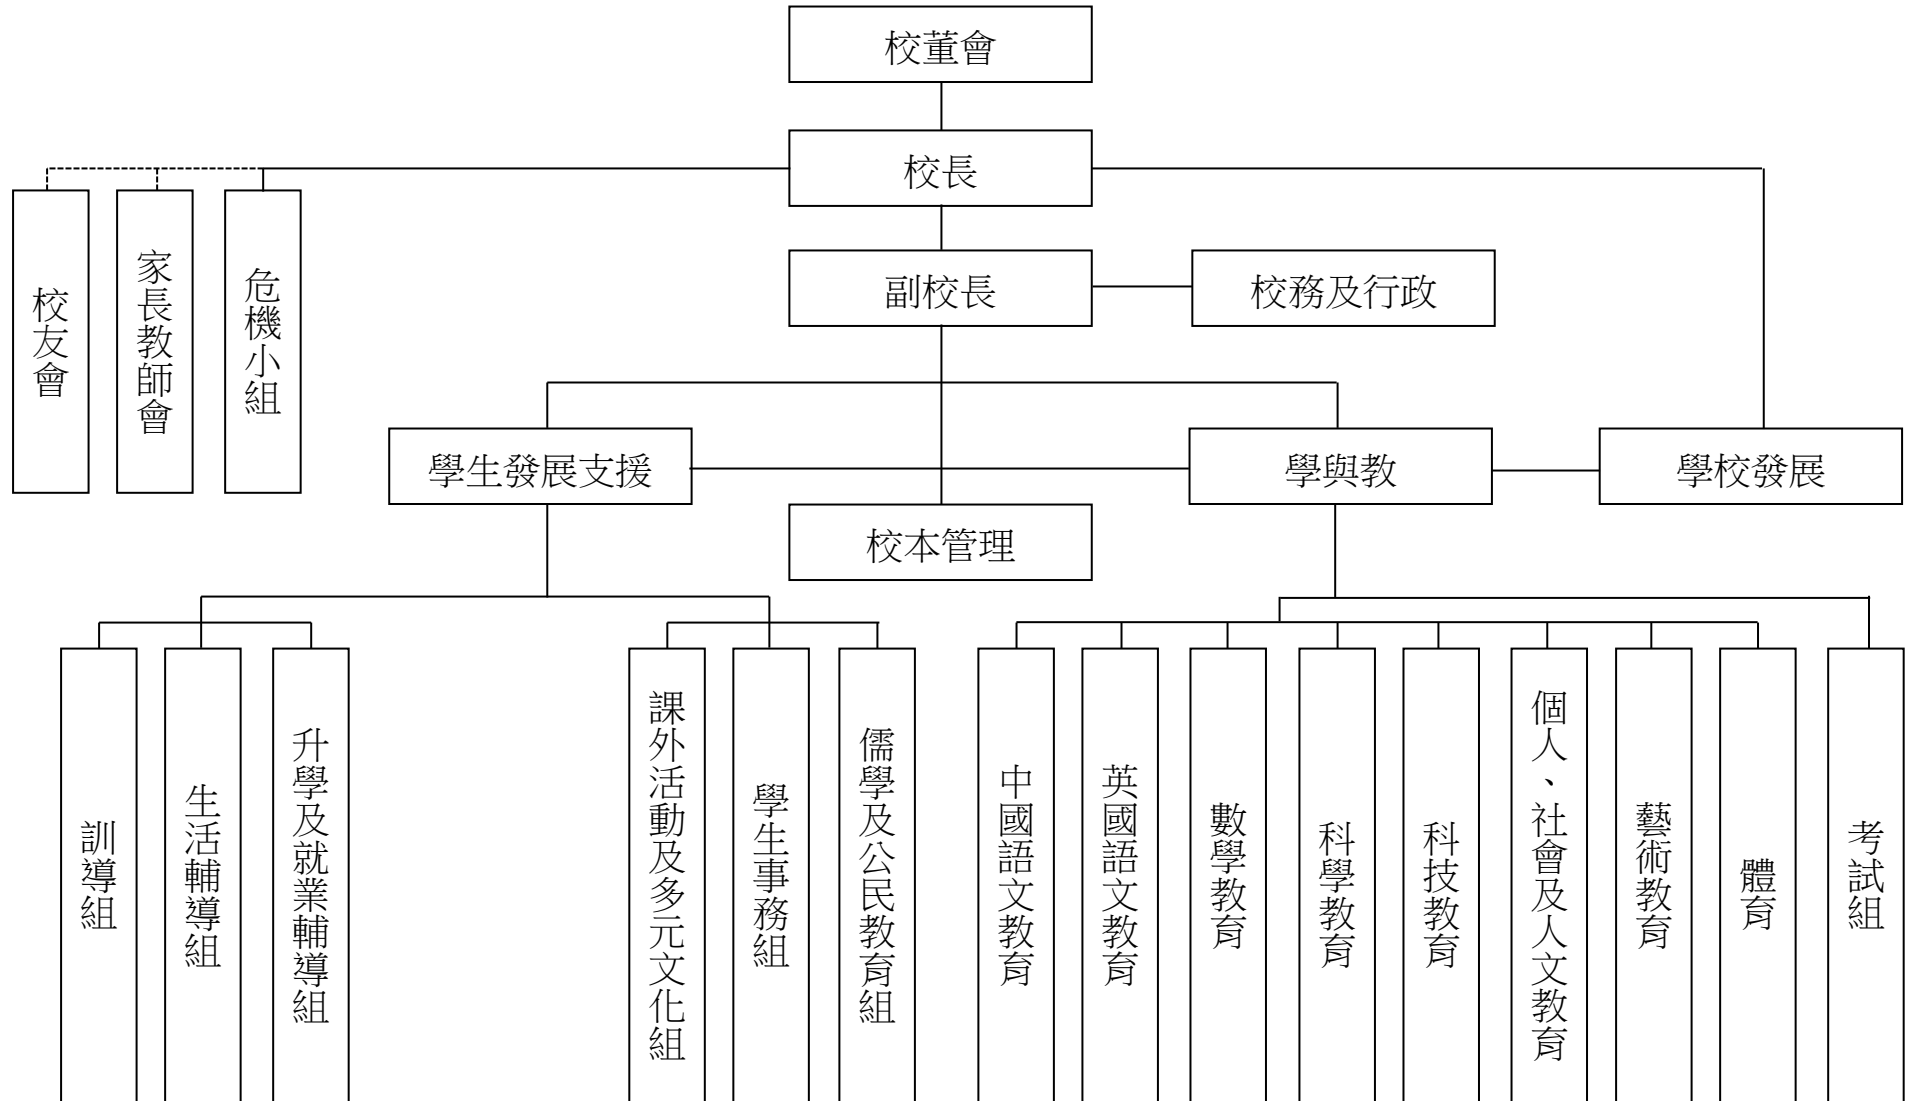 校董會
校長
副校長
校務及行政
校友會
家長教師會
危機小組
學生發展支援
學與教
學校發展
校本管理
訓導組
生活輔導組
升學及就業輔導組
課外活動及多元文化組
學生事務組
儒學及公民教育組
中國語文教育
英國語文教育
數學教育
科學教育
科技教育
個人、社會及人文教育
藝術教育
體育
考試組